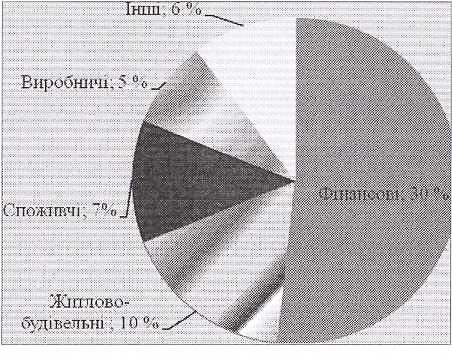 Інші; 6 %
Виробничі; 5 %
Фінансові; 30 %
Споживчі; 7%
Житлово-
будівельні ; 10 %